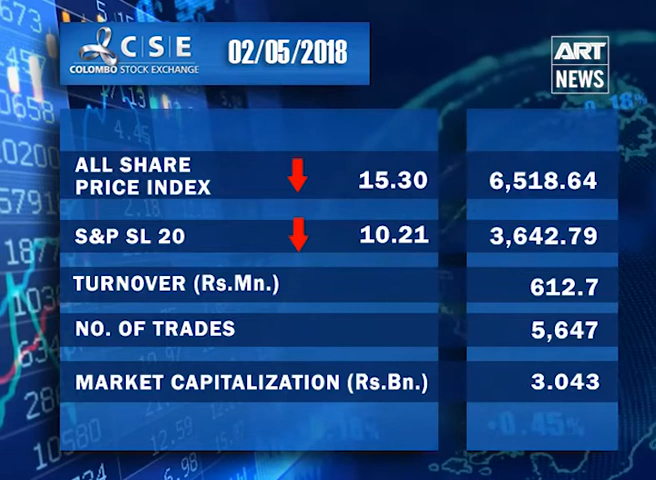 CSE
COLOMBO STOCK EXCHANGE
02/05/2018
ART
NEWS
ALL SHARE
PRICE INDEX 15.30 6,518.64
S&P SL 20 10.21 3,642.79
TURNOVER (Rs.Mn.) 612.7
NO. OF TRADES 5,647
MARKET CAPITALIZATION (Rs.Bn.) 3.043